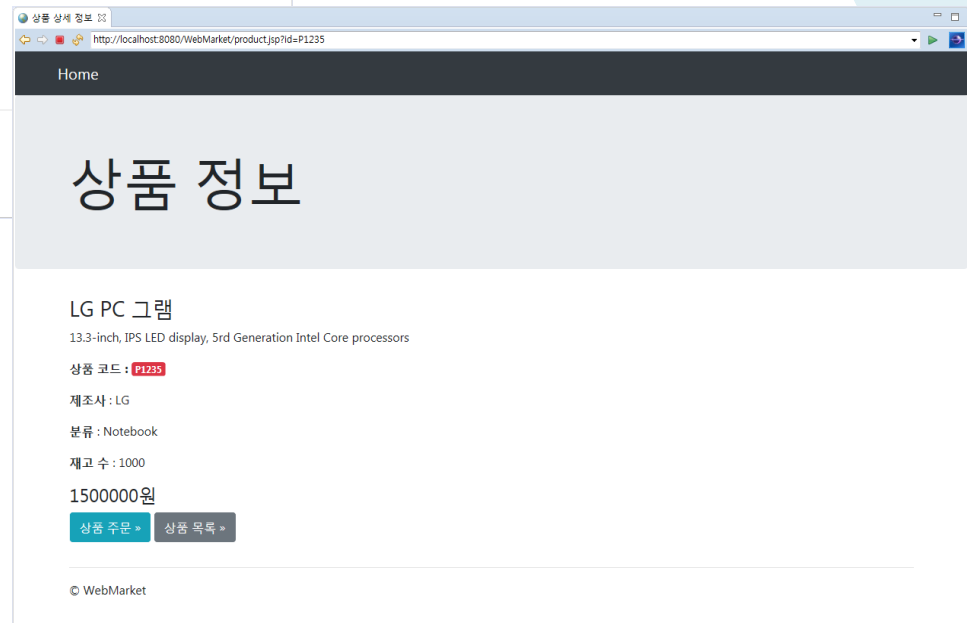 상품 상세 정보
http://localhost:8080/WebMarket/product.jsp?id=P1235
Home
상품 정보
LG PC 그램
13.3-inch, IPS LED display, 5rd Generation Intel Core processors
상품 코드 : P1235
제조사 : LG
분류 : Notebook
재고 수 : 1000
1500000원
상품 주문 » 상품 목록 »
© WebMarket